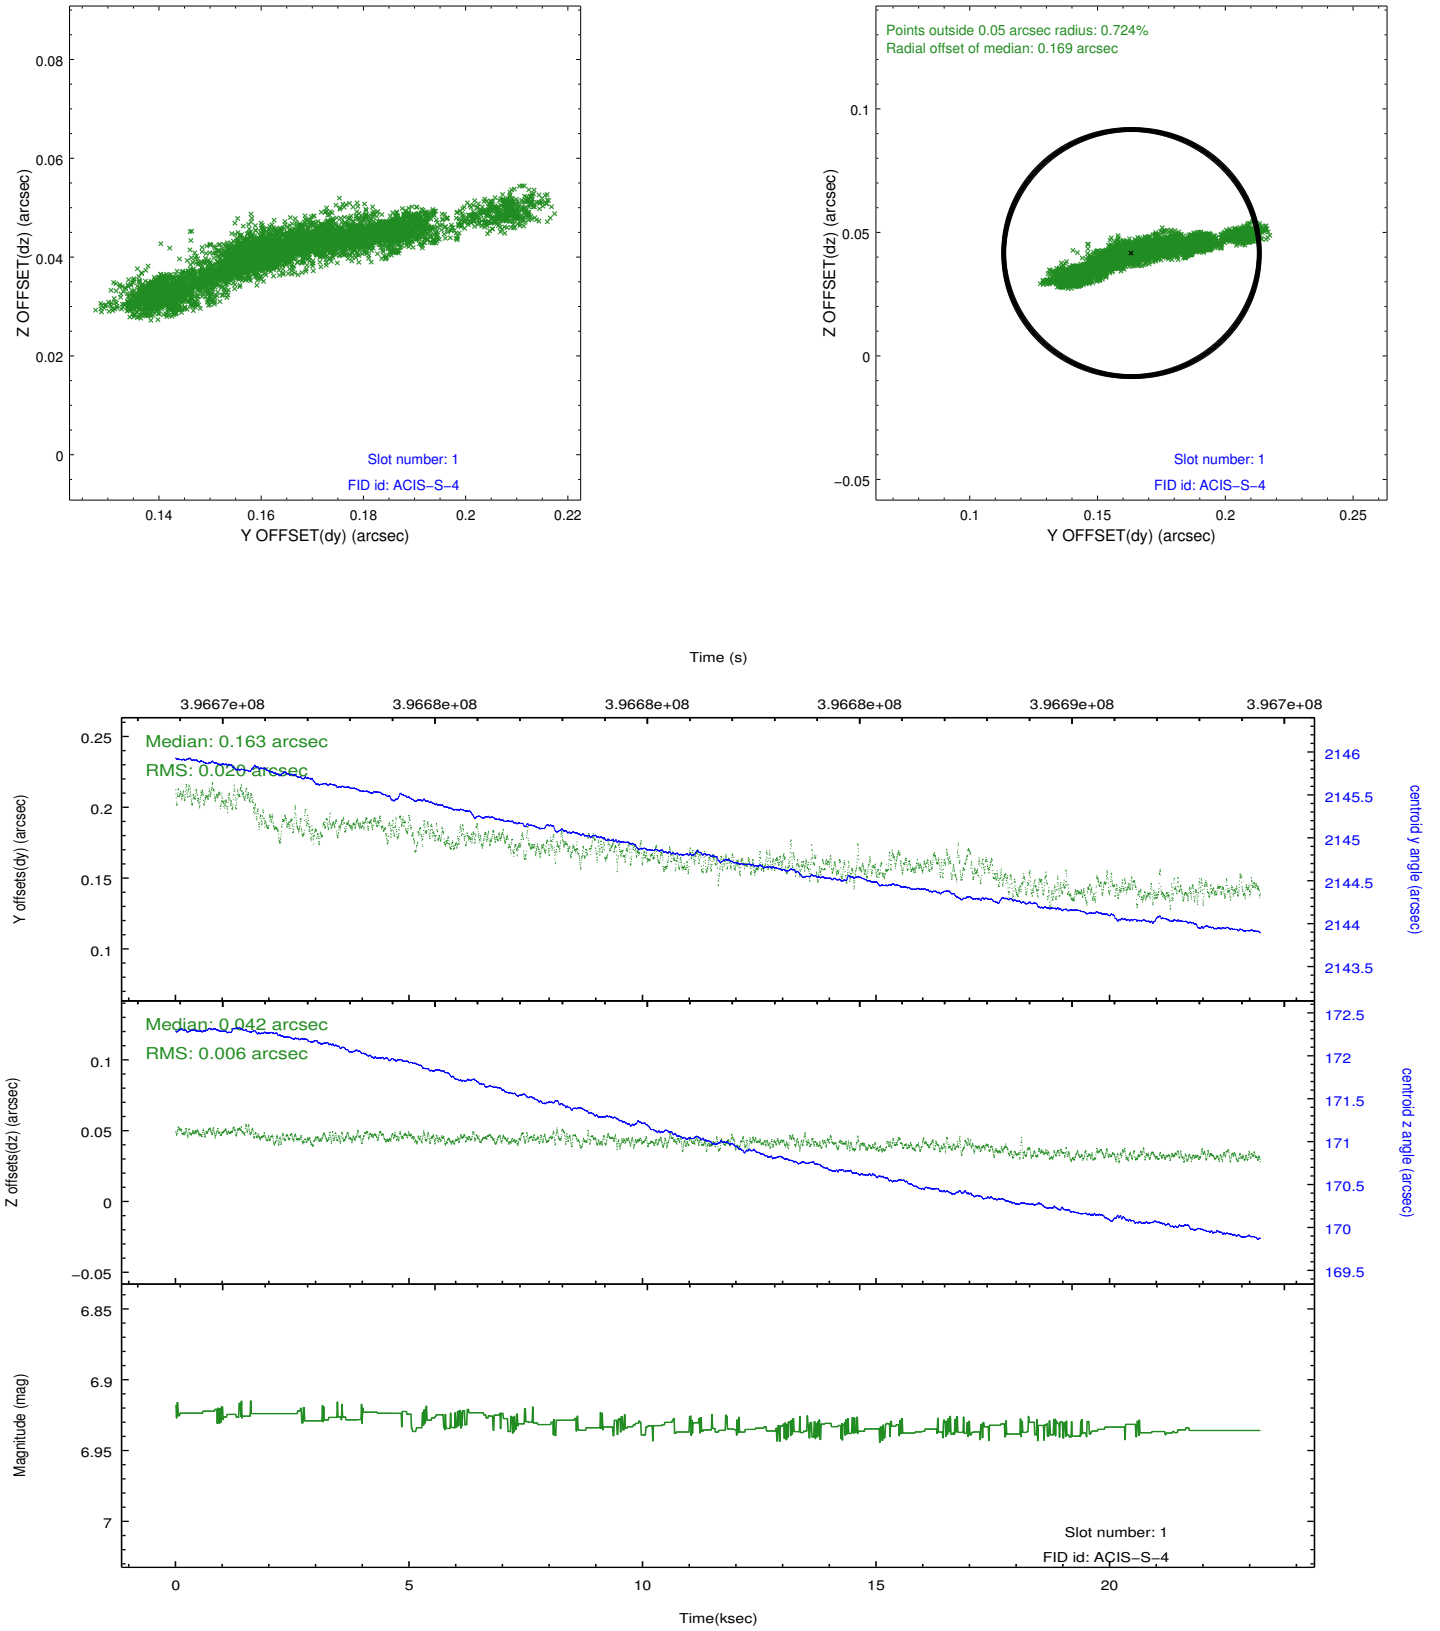 0.08
0.06
0.04
0.02
0
Z OFFSET(dz) (arcsec)
Slot number: 1
FID id: ACIS−S−4
0.14 0.16 0.18 0.2 0.22
Y OFFSET(dy) (arcsec)
Points outside 0.05 arcsec radius: 0.724%
Radial offset of median: 0.169 arcsec
0.1
0.05
0
−0.05
Z OFFSET(dz) (arcsec)
Slot number: 1
FID id: ACIS−S−4
0.1 0.15 0.2 0.25
Y OFFSET(dy) (arcsec)
Time (s)
3.9667e+08 3.9668e+08 3.9668e+08 3.9668e+08 3.9669e+08 3.967e+08
Median: 0.163 arcsec
RMS: 0.020 arcsec
0.25
0.2
0.15
0.1
Y offsets(dy) (arcsec)
2146
2145.5
2145
2144.5
2144
2143.5
centroid y angle (arcsec)
Median: 0.042 arcsec
RMS: 0.006 arcsec
0.1
0.05
0
−0.05
Z offsets(dz) (arcsec)
172.5
172
171.5
171
170.5
170
169.5
centroid z angle (arcsec)
6.85
6.9
6.95
7
Magnitude (mag)
Slot number: 1
FID id: ACIS−S−4
0 5 10 15 20
Time(ksec)